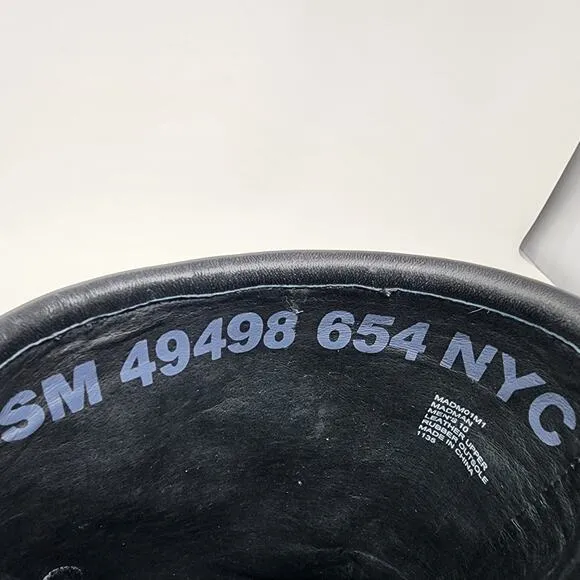 SM 49498 654 NYC
MADM01M1
MADMAN
MEN'S 10
LEATHER UPPER
RUBBER OUTSOLE
MADE IN CHINA
1135